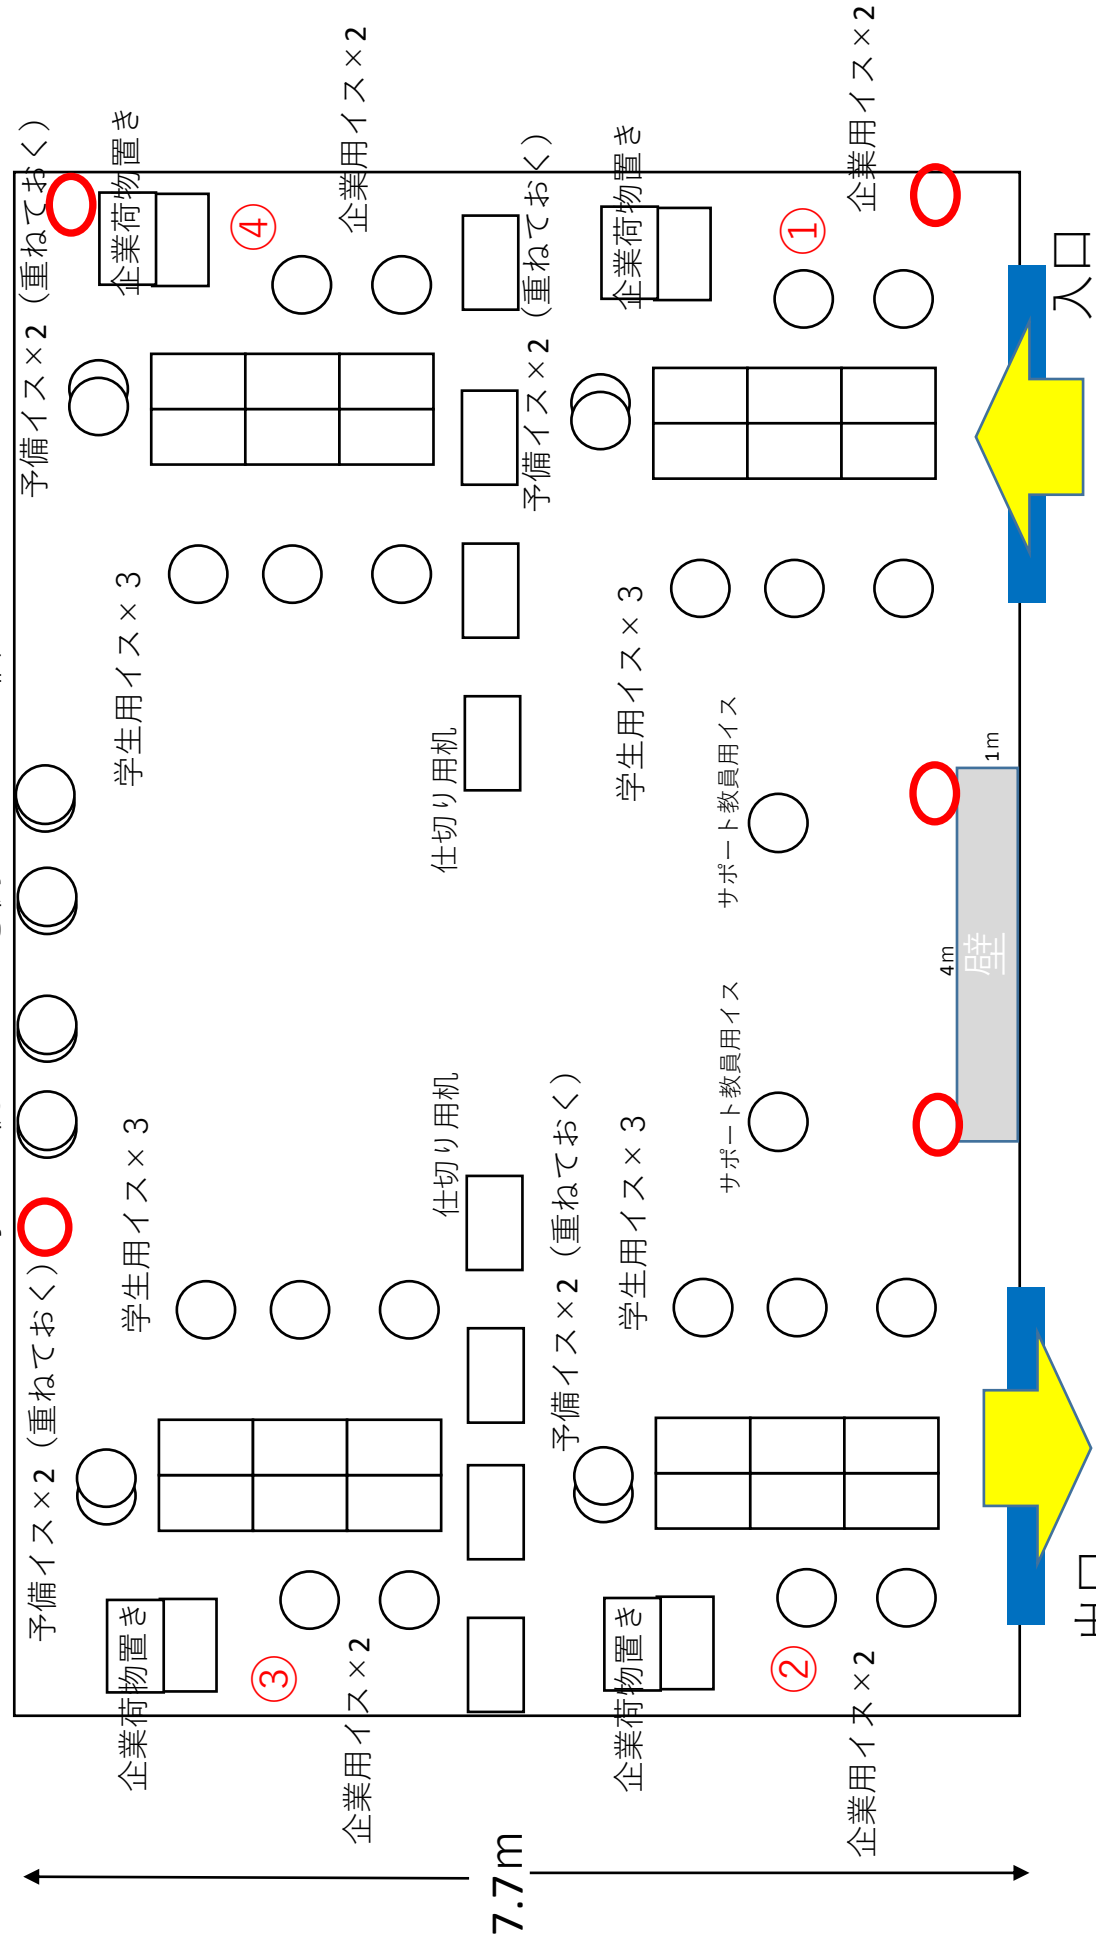 予備イス×2（重ねておく）
予備イス×2（重ねておく）
企業荷物置き
学生用イス×３
学生用イス×３
企業荷物置き
③
④
企業用イス×2
企業用イス×2
仕切り用机
仕切り用机
7.7ｍ
予備イス×2（重ねておく）
予備イス×2（重ねておく）
企業荷物置き
学生用イス×３
学生用イス×３
企業荷物置き
サポート教員用イス
サポート教員用イス
②
①
企業用イス×2
企業用イス×2
4ｍ
壁
1ｍ
出口
入口